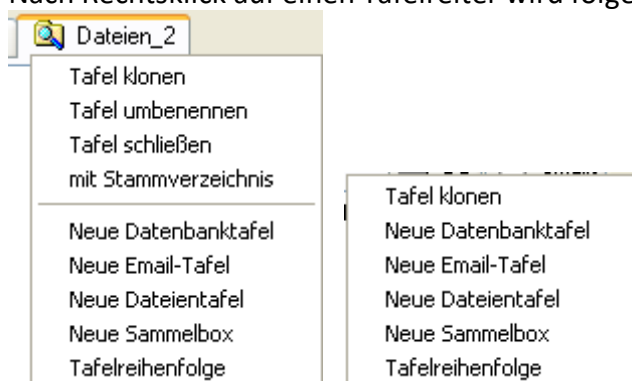 Nach Rechtsklick auf einen Tafelreiter wird folge
Dateien_2
Tafel klonen
Tafel umbenennen
Tafel schließen
mit Stammverzeichnis
Neue Datenbanktafel
Neue Email-Tafel
Neue Dateientafel
Neue Sammelbox
Tafelreihenfolge
Tafel klonen
Neue Datenbanktafel
Neue Email-Tafel
Neue Dateientafel
Neue Sammelbox
Tafelreihenfolge